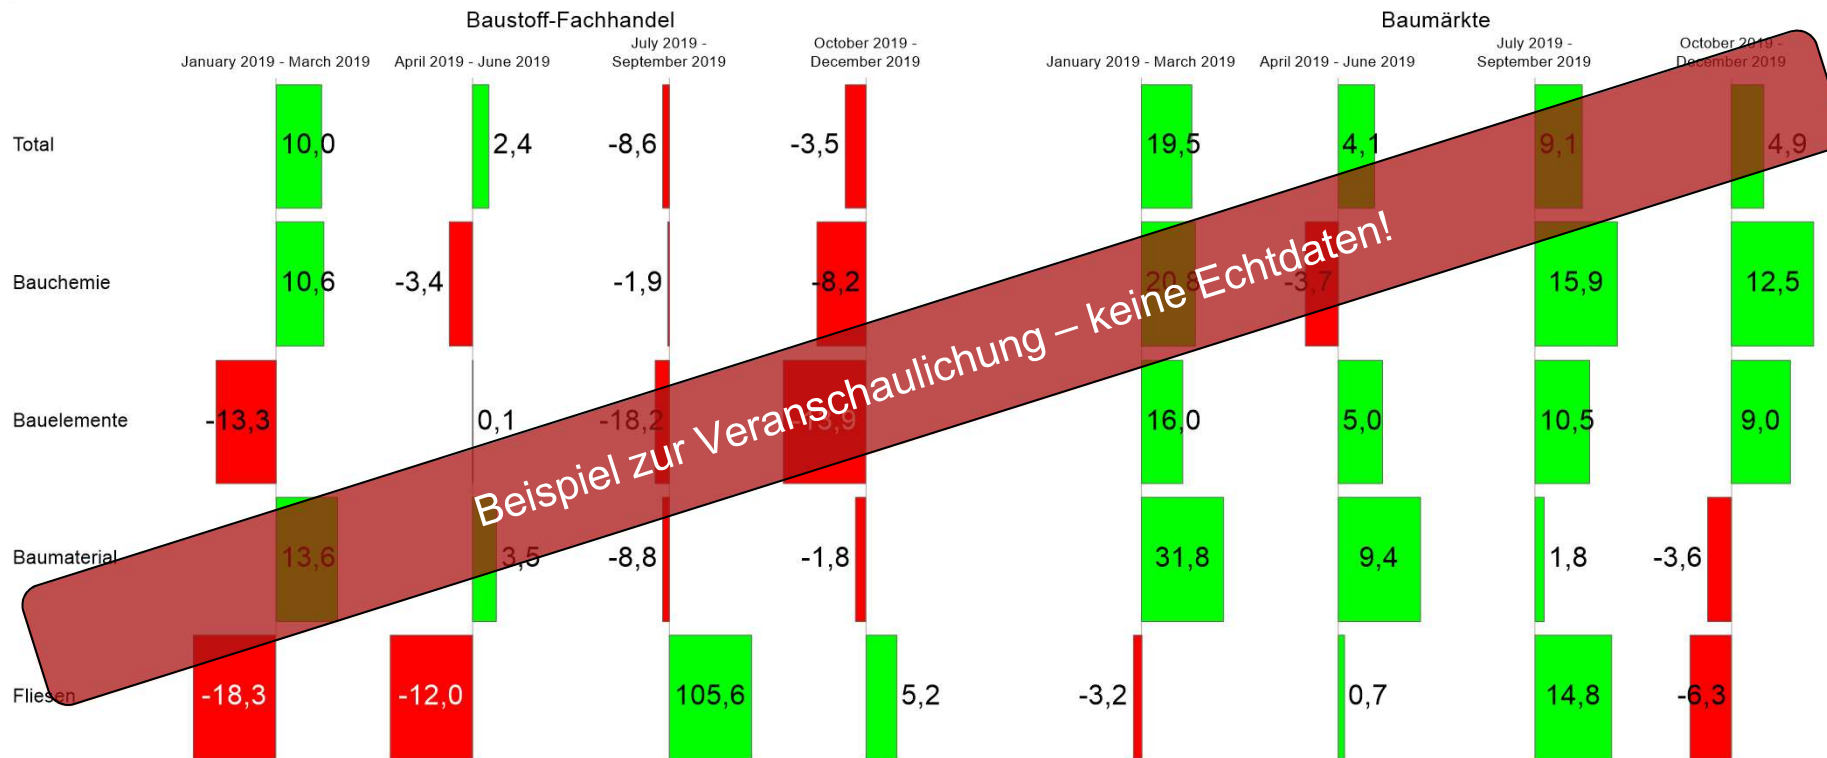 Baustoff-Fachhandel Baumärkte
January 2019 - March 2019 April 2019 - June 2019 July 2019 - September 2019 October 2019 - December 2019 January 2019 - March 2019 April 2019 - June 2019 July 2019 - September 2019 October 2019 - December 2019
Total 10,0 2,4 -8,6 -3,5 19,5 4,1 9,1 4,9
Bauchemie 10,6 -3,4 -1,9 -8,2 20,8 -3,7 15,9 12,5
Bauelemente -13,3 0,1 -18,2 -13,9 16,0 5,0 10,5 9,0
Baumaterial 13,6 3,5 -8,8 -1,8 31,8 9,4 1,8 -3,6
Fliesen -18,3 -12,0 105,6 5,2 -3,2 0,7 14,8 -6,3
Beispiel zur Veranschaulichung – keine Echtdaten!